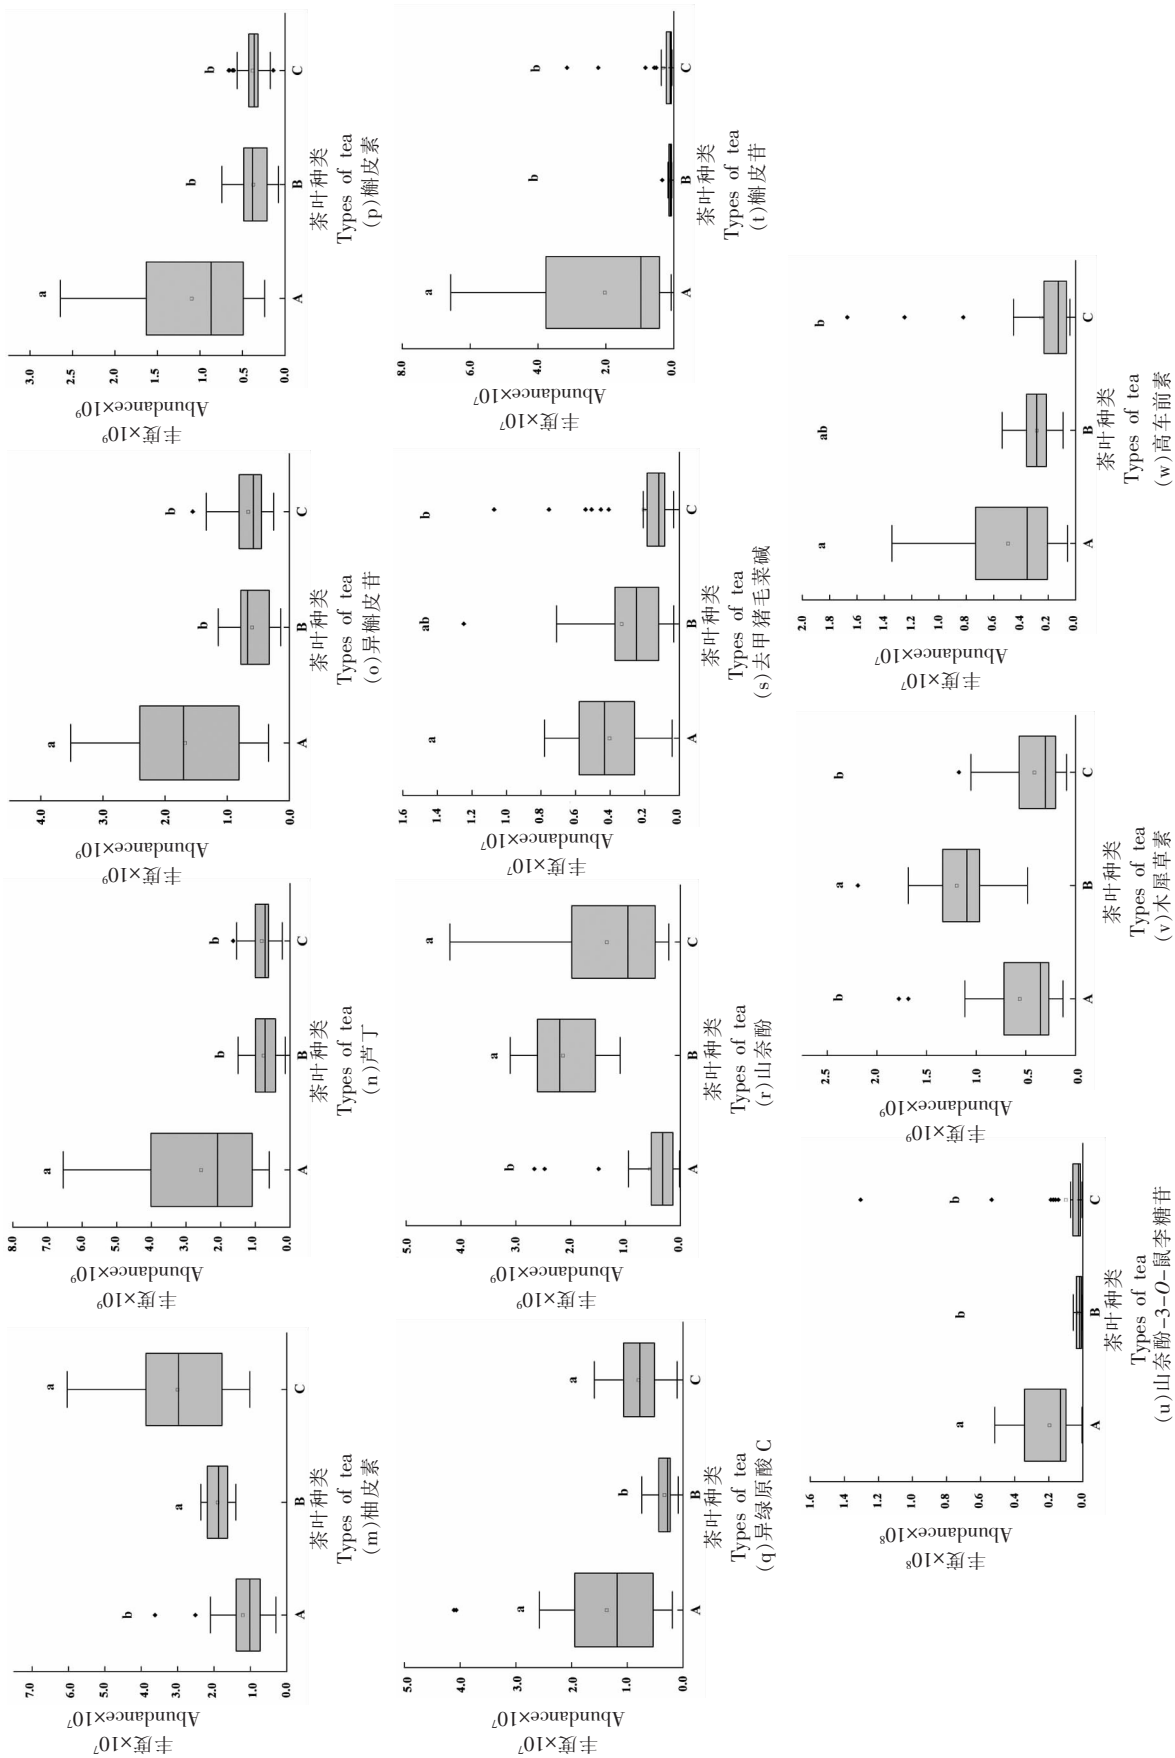 丰度×10⁷
Abundance×10⁷
7.0
6.0
5.0
4.0
3.0
2.0
1.0
0.0
b
a
a
A B C
茶叶种类
Types of tea
(m)柚皮素
丰度×10⁹
Abundance×10⁹
8.0
7.0
6.0
5.0
4.0
3.0
2.0
1.0
0.0
a
b
b
A B C
茶叶种类
Types of tea
(n)芦丁
丰度×10⁹
Abundance×10⁹
4.0
3.0
2.0
1.0
0.0
a
b
b
A B C
茶叶种类
Types of tea
(o)异槲皮苷
丰度×10⁹
Abundance×10⁹
3.0
2.5
2.0
1.5
1.0
0.5
0.0
a
b
b
A B C
茶叶种类
Types of tea
(p)槲皮素
丰度×10⁷
Abundance×10⁷
5.0
4.0
3.0
2.0
1.0
0.0
a
b
a
A B C
茶叶种类
Types of tea
(q)异绿原酸C
丰度×10⁹
Abundance×10⁹
5.0
4.0
3.0
2.0
1.0
0.0
b
a
a
A B C
茶叶种类
Types of tea
(r)山奈酚
丰度×10⁷
Abundance×10⁷
1.6
1.4
1.2
1.0
0.8
0.6
0.4
0.2
0.0
a
ab
b
A B C
茶叶种类
Types of tea
(s)去甲猪毛菜碱
丰度×10⁷
Abundance×10⁷
8.0
6.0
4.0
2.0
0.0
a
b
b
A B C
茶叶种类
Types of tea
(t)槲皮苷
丰度×10⁸
Abundance×10⁸
1.6
1.4
1.2
1.0
0.8
0.6
0.4
0.2
0.0
a
b
b
A B C
茶叶种类
Types of tea
(u)山奈酚-3-O-鼠李糖苷
丰度×10⁹
Abundance×10⁹
2.5
2.0
1.5
1.0
0.5
0.0
b
a
b
A B C
茶叶种类
Types of tea
(v)木犀草素
丰度×10⁷
Abundance×10⁷
2.0
1.8
1.6
1.4
1.2
1.0
0.8
0.6
0.4
0.2
0.0
a
ab
b
A B C
茶叶种类
Types of tea
(w)高车前素